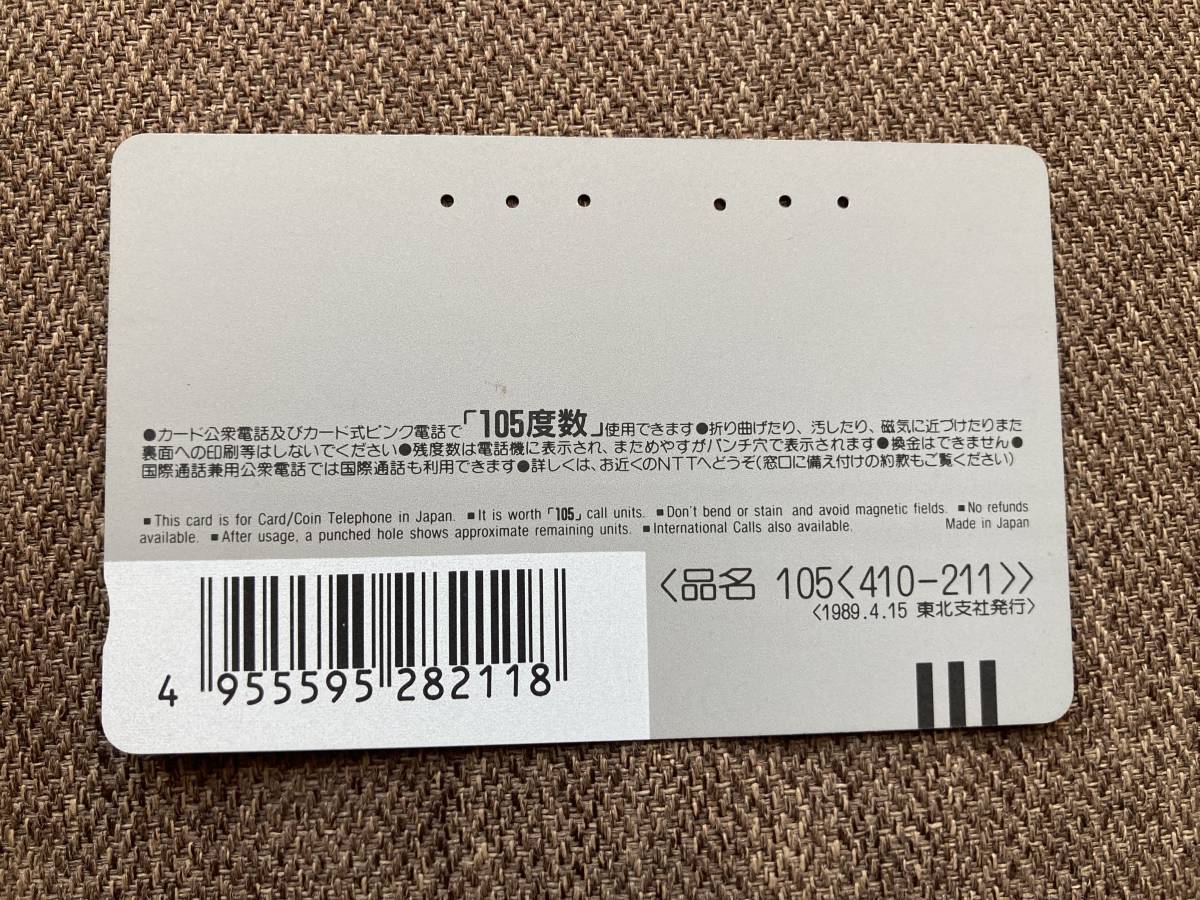 ●カード公衆電話及びカード式ピンク電話で「105度数」使用できます●折り曲げたり、汚したり、磁気に近づけたりまた
裏面への印刷等はしないでください●残度数は電話機に表示され、まためやすがパンチ穴で表示されます●換金はできません●
国際通話兼用公衆電話では国際通話も利用できます●詳しくは、お近くのNTTへどうぞ(窓口に備え付けの約款もご覧ください)
■This card is for Card/Coin Telephone in Japan. ■It is worth「105」call units. ■Don't bend or stain and avoid magnetic fields. ■No refunds
available. ■After usage, a punched hole shows approximate remaining units. ■International Calls also available. Made in Japan
〈品名 105〈410-211〉〉
〈1989.4.15 東北支社発行〉
4 955595 282118